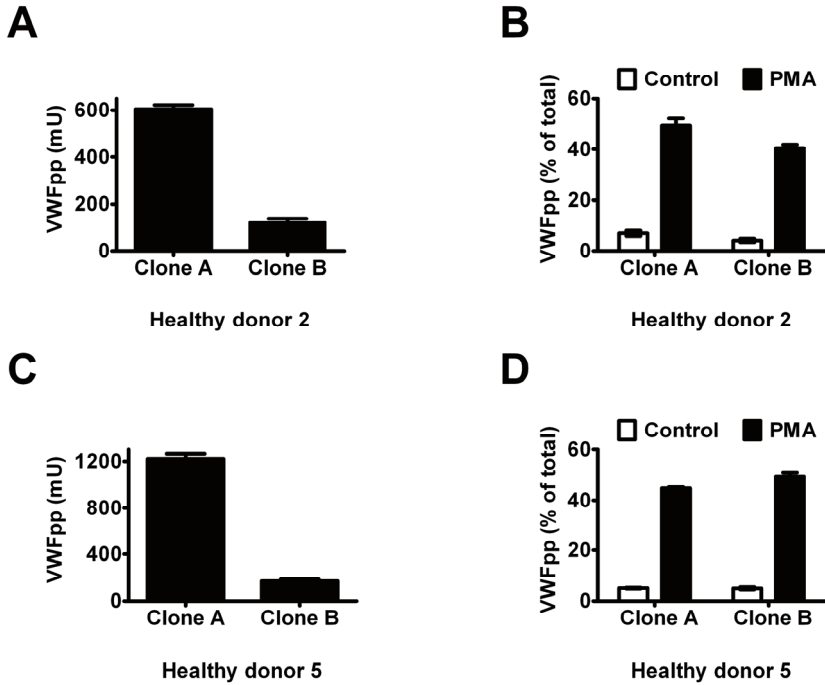 A
VWFpp (mU)
600
400
200
0
Clone A Clone B
Healthy donor 2
B
Control PMA
VWFpp (% of total)
60
40
20
0
Clone A Clone B
Healthy donor 2
C
VWFpp (mU)
1200
800
400
0
Clone A Clone B
Healthy donor 5
D
Control PMA
VWFpp (% of total)
60
40
20
0
Clone A Clone B
Healthy donor 5